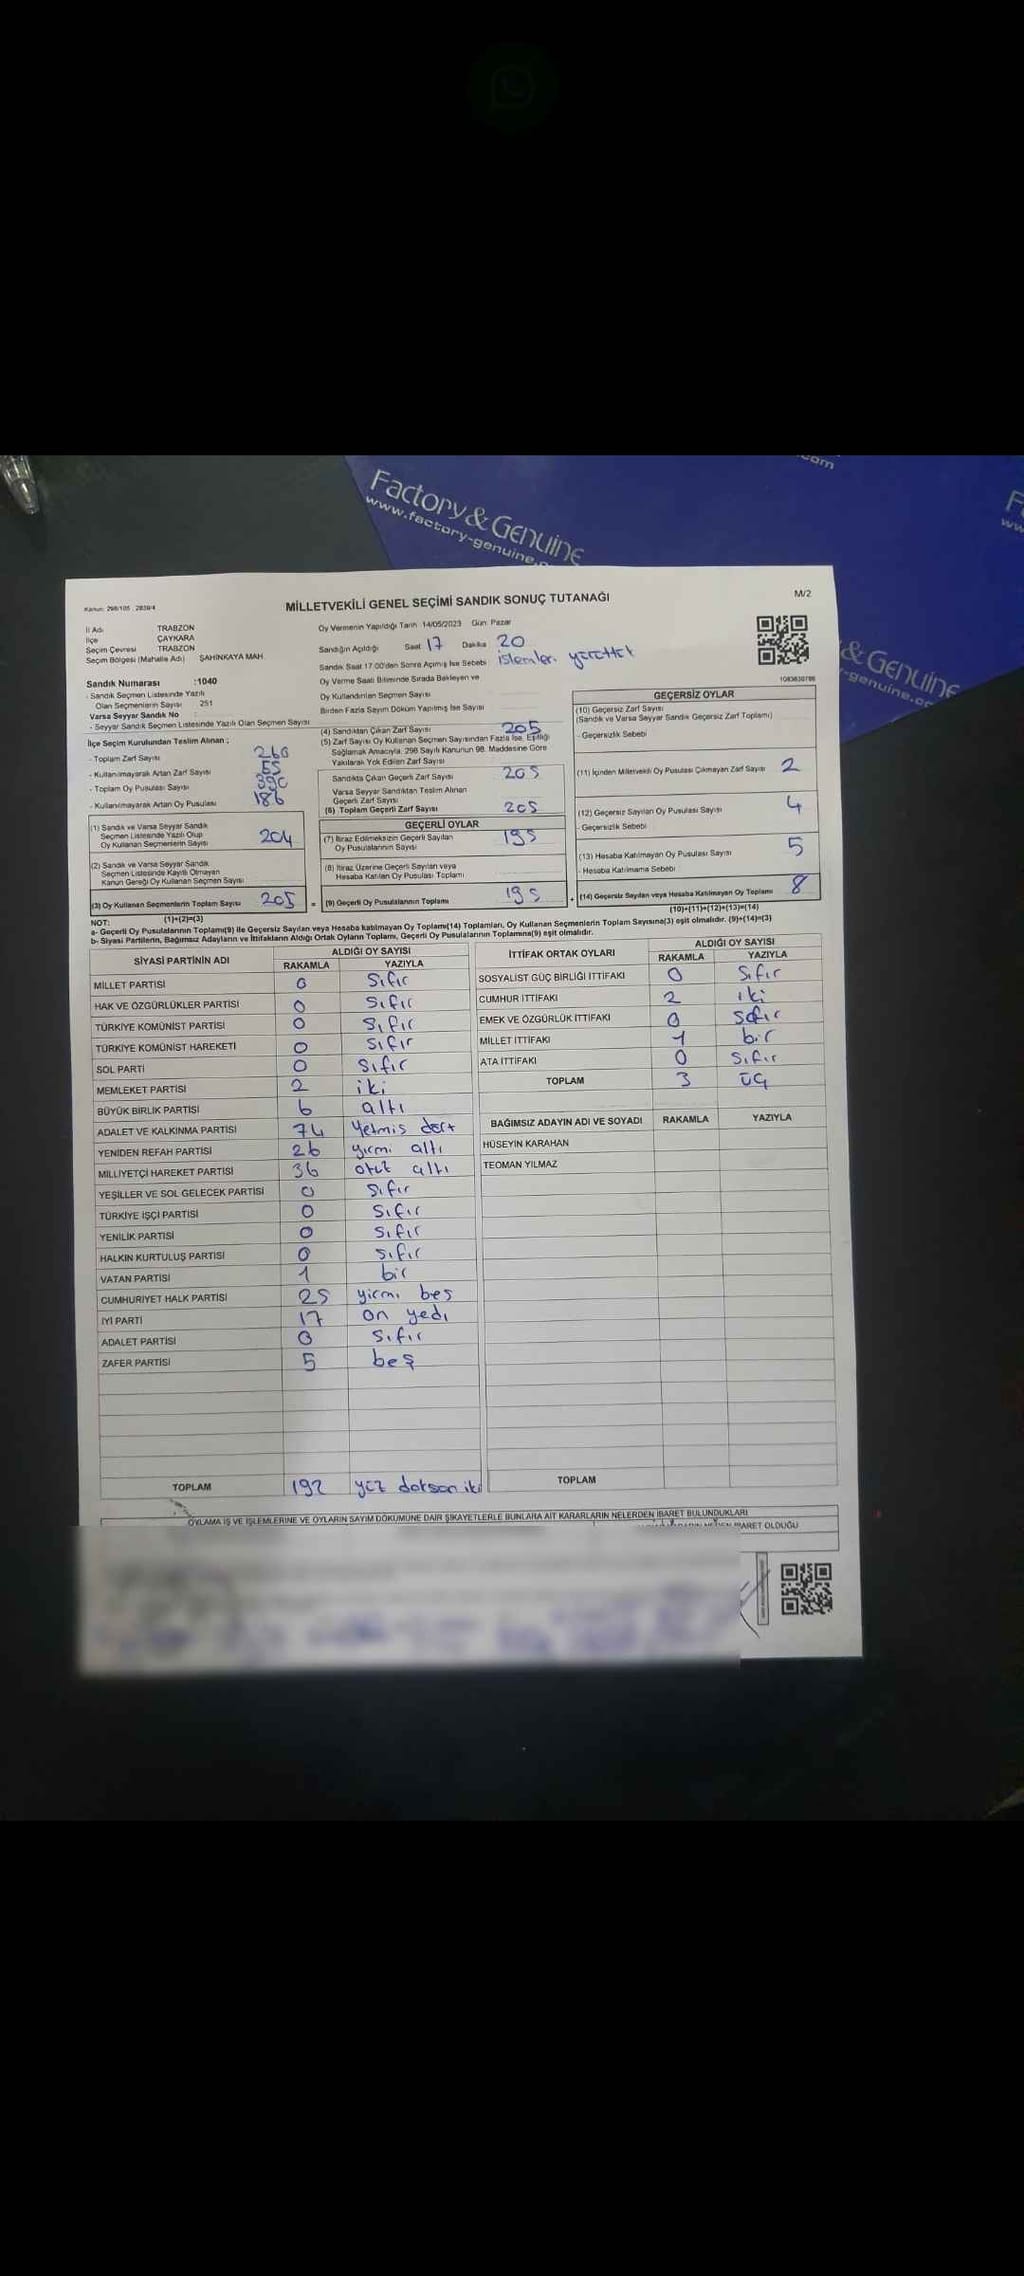 com
Factory & Genuine
www.factory-genuine.c
& Genuine
-genuine.co
Kanun: 298/105 , 2839/4
MİLLETVEKİLİ GENEL SEÇİMİ SANDIK SONUÇ TUTANAĞI
M/2
İl Adı TRABZON
İlçe ÇAYKARA
Seçim Çevresi TRABZON
Seçim Bölgesi (Mahalle Adı) ŞAHİNKAYA MAH.
Oy Vermenin Yapıldığı Tarih 14/05/2023 Gün: Pazar
Sandığın Açıldığı Saat 17 Dakika 20
Sandık Saat 17.00'den Sonra Açılmış İse Sebebi işlemleri
Oy Verme Saati Bitiminde Sırada Bekleyen ve
Oy Kullandırılan Seçmen Sayısı
Birden Fazla Sayım Döküm Yapılmış İse Sayısı
Sandık Numarası :1040
- Sandık Seçmen Listesinde Yazılı
Olan Seçmenlerin Sayısı : 251
Varsa Seyyar Sandık No
- Seyyar Sandık Seçmen Listesinde Yazılı Olan Seçmen Sayısı
İlçe Seçim Kurulundan Teslim Alınan ;
- Toplam Zarf Sayısı 260
- Kullanılmayarak Artan Zarf Sayısı 55
- Toplam Oy Pusulası Sayısı 390
- Kullanılmayarak Artan Oy Pusulası 186
(1) Sandık ve Varsa Seyyar Sandık
Seçmen Listesinde Yazılı Olup
Oy Kullanan Seçmenlerin Sayısı 204
(2) Sandık ve Varsa Seyyar Sandık
Seçmen Listesinde Kayıtlı Olmayan
Kanun Gereği Oy Kullanan Seçmen Sayısı
(3) Oy Kullanan Seçmenlerin Toplam Sayısı 205
(1)+(2)=(3)
(4) Sandıktan Çıkan Zarf Sayısı 205
(5) Zarf Sayısı Oy Kullanan Seçmen Sayısından Fazla İse, Eşitliği
Sağlamak Amacıyla, 298 Sayılı Kanunun 98. Maddesine Göre
Yakılarak Yok Edilen Zarf Sayısı
Sandıkta Çıkan Geçerli Zarf Sayısı 205
Varsa Seyyar Sandıktan Teslim Alınan
Geçerli Zarf Sayısı
(6) Toplam Geçerli Zarf Sayısı 205
GEÇERLİ OYLAR
(7) İtiraz Edilmeksizin Geçerli Sayılan
Oy Pusulalarının Sayısı 195
(8) İtiraz Üzerine Geçerli Sayılan veya
Hesaba Katılan Oy Pusulası Toplamı
= (9) Geçerli Oy Pusulalarının Toplamı 195
GEÇERSİZ OYLAR
(10) Geçersiz Zarf Sayısı
(Sandık ve Varsa Seyyar Sandık Geçersiz Zarf Toplamı)
- Geçersizlik Sebebi
(11) İçinden Milletvekili Oy Pusulası Çıkmayan Zarf Sayısı 2
(12) Geçersiz Sayılan Oy Pusulası Sayısı 4
- Geçersizlik Sebebi
(13) Hesaba Katılmayan Oy Pusulası Sayısı 5
- Hesaba Katılmama Sebebi
+ (14) Geçersiz Sayılan veya Hesaba Katılmayan Oy Toplamı 8
(10)+(11)+(12)+(13)=(14)
NOT:
a- Geçerli Oy Pusulalarının Toplamı(9) ile Geçersiz Sayılan veya Hesaba katılmayan Oy Toplamı(14) Toplamları, Oy Kullanan Seçmenlerin Toplam Sayısına(3) eşit olmalıdır. (9)+(14)=(3)
b- Siyasi Partilerin, Bağımsız Adayların ve İttifakların Aldığı Ortak Oyların Toplamı, Geçerli Oy Pusulalarının Toplamına(9) eşit olmalıdır.
SİYASİ PARTİNİN ADI ALDIĞI OY SAYISI
RAKAMLA YAZIYLA
MİLLET PARTİSİ 0 Sıfır
HAK VE ÖZGÜRLÜKLER PARTİSİ 0 Sıfır
TÜRKİYE KOMÜNİST PARTİSİ 0 Sıfır
TÜRKİYE KOMÜNİST HAREKETİ 0 Sıfır
SOL PARTİ 0 Sıfır
MEMLEKET PARTİSİ 2 iki
BÜYÜK BİRLİK PARTİSİ 6 altı
ADALET VE KALKINMA PARTİSİ 74 Yetmis dört
YENİDEN REFAH PARTİSİ 26 yirmi altı
MİLLİYETÇİ HAREKET PARTİSİ 36 otuz altı
YEŞİLLER VE SOL GELECEK PARTİSİ 0 Sıfır
TÜRKİYE İŞÇİ PARTİSİ 0 Sıfır
YENİLİK PARTİSİ 0 Sıfır
HALKIN KURTULUŞ PARTİSİ 0 sıfır
VATAN PARTİSİ 1 bir
CUMHURİYET HALK PARTİSİ 25 yirmi bes
İYİ PARTİ 17 on yedi
ADALET PARTİSİ 0 Sıfır
ZAFER PARTİSİ 5 beş
TOPLAM 192 yüz doksan iki
İTTİFAK ORTAK OYLARI ALDIĞI OY SAYISI
RAKAMLA YAZIYLA
SOSYALİST GÜÇ BİRLİĞİ İTTİFAKI 0 Sıfır
CUMHUR İTTİFAKI 2 iki
EMEK VE ÖZGÜRLÜK İTTİFAKI 0 Sıfır
MİLLET İTTİFAKI 1 bir
ATA İTTİFAKI 0 Sıfır
TOPLAM 3 üç
BAĞIMSIZ ADAYIN ADI VE SOYADI RAKAMLA YAZIYLA
HÜSEYİN KARAHAN
TEOMAN YILMAZ
TOPLAM
OYLAMA İŞ VE İŞLEMLERİNE VE OYLARIN SAYIM DÖKÜMÜNE DAİR ŞİKAYETLERLE BUNLARA AİT KARARLARIN NELERDEN İBARET BULUNDUKLARI
İBARET OLDUĞU